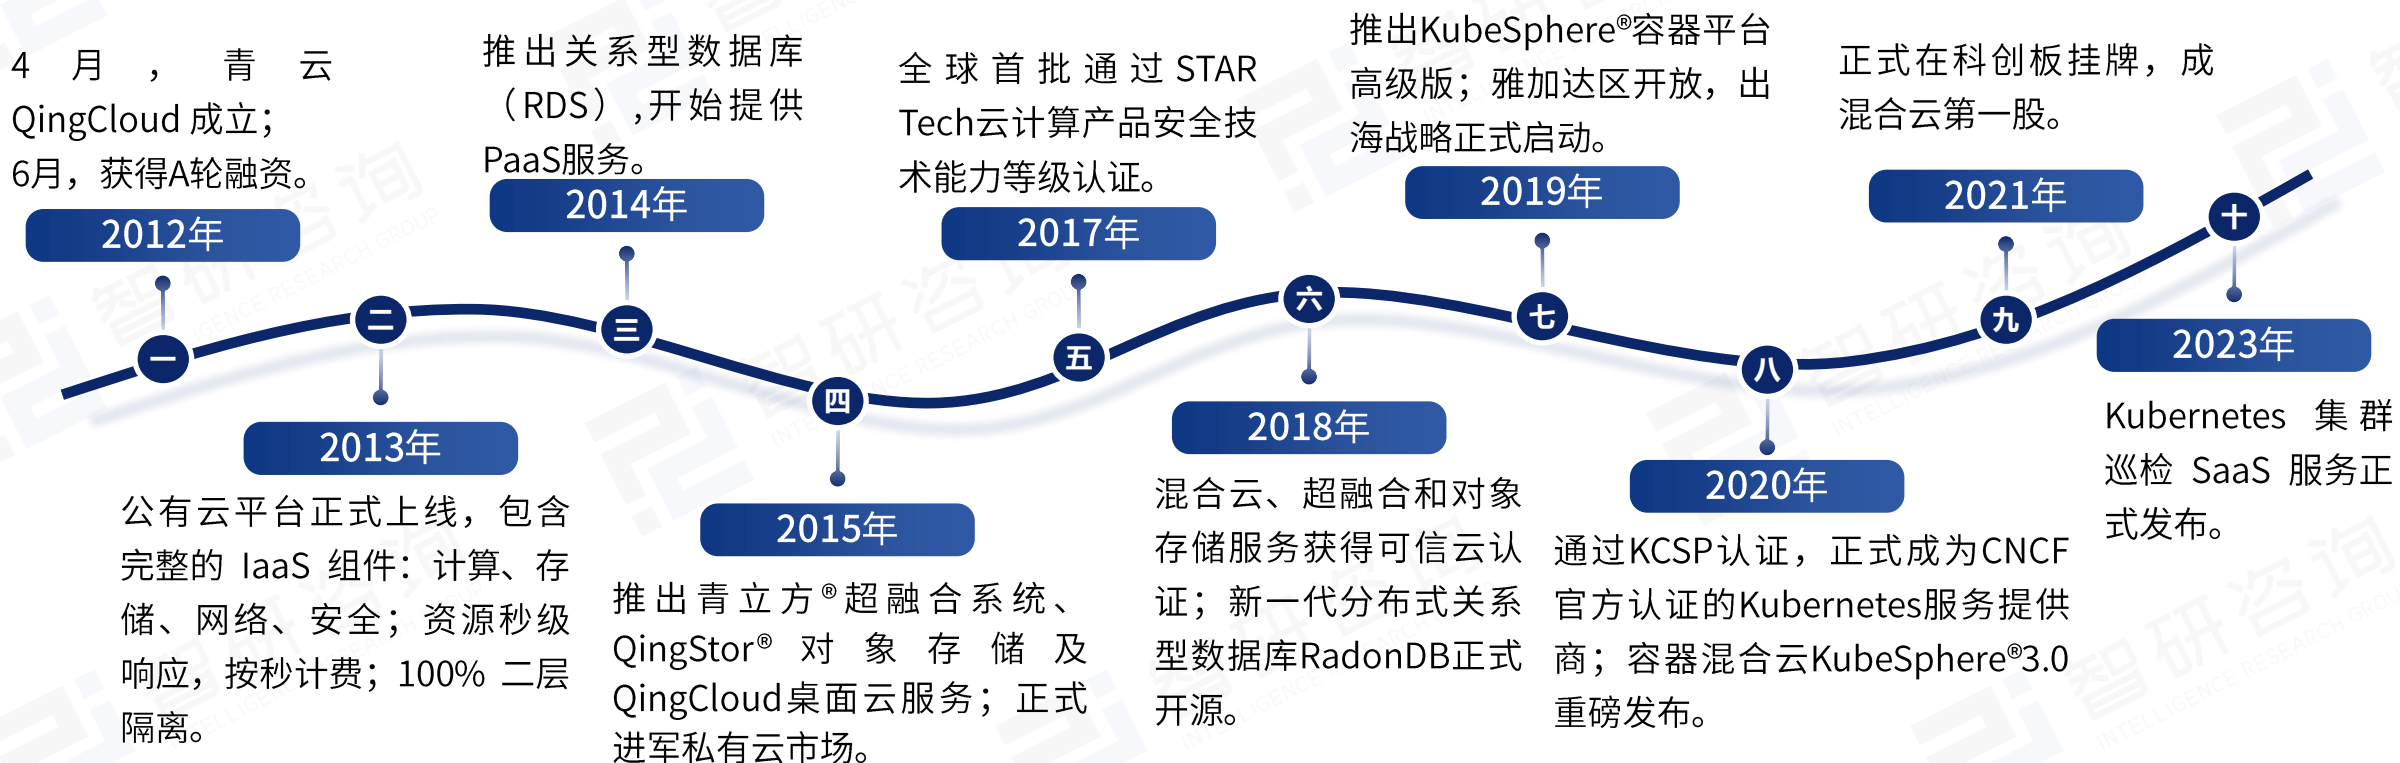 4月，青云
QingCloud 成立；
6月，获得A轮融资。
2012年
一
二
2013年
公有云平台正式上线，包含
完整的 IaaS 组件：计算、存
储、网络、安全；资源秒级
响应，按秒计费；100% 二层
隔离。
推出关系型数据库
（RDS）,开始提供
PaaS服务。
2014年
三
四
2015年
推出青立方®超融合系统、
QingStor®对象存储及
QingCloud桌面云服务；正式
进军私有云市场。
全球首批通过STAR
Tech云计算产品安全技
术能力等级认证。
2017年
五
六
2018年
混合云、超融合和对象
存储服务获得可信云认
证；新一代分布式关系
型数据库RadonDB正式
开源。
推出KubeSphere®容器平台
高级版；雅加达区开放，出
海战略正式启动。
2019年
七
八
2020年
通过KCSP认证，正式成为CNCF
官方认证的Kubernetes服务提供
商；容器混合云KubeSphere®3.0
重磅发布。
正式在科创板挂牌，成
混合云第一股。
2021年
九
十
2023年
Kubernetes 集群
巡检 SaaS 服务正
式发布。
智研咨询
INTELLIGENCE RESEARCH GROUP